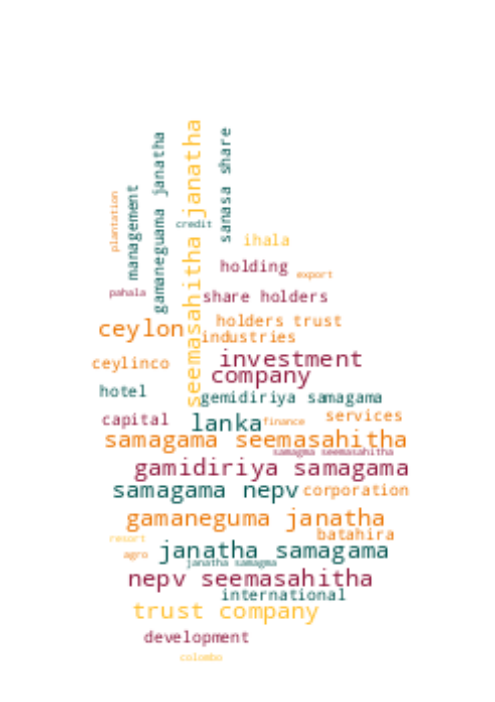 seemasahitha janatha
sanasa share
gamaneguama janatha
management
plantation
credit
ihala
holding
export
pahala
share holders
ceylon
holders trust
industries
ceylinco
investment
company
hotel
gemidiriya samagama
capital
lanka
finance
services
samagama seemasahitha
samagma seemasahitha
gamidiriya samagama
samagama nepv
corporation
gamaneguma janatha
resort
batahira
agro
janatha samagama
janatha samagma
nepv seemasahitha
international
trust company
development
colombo